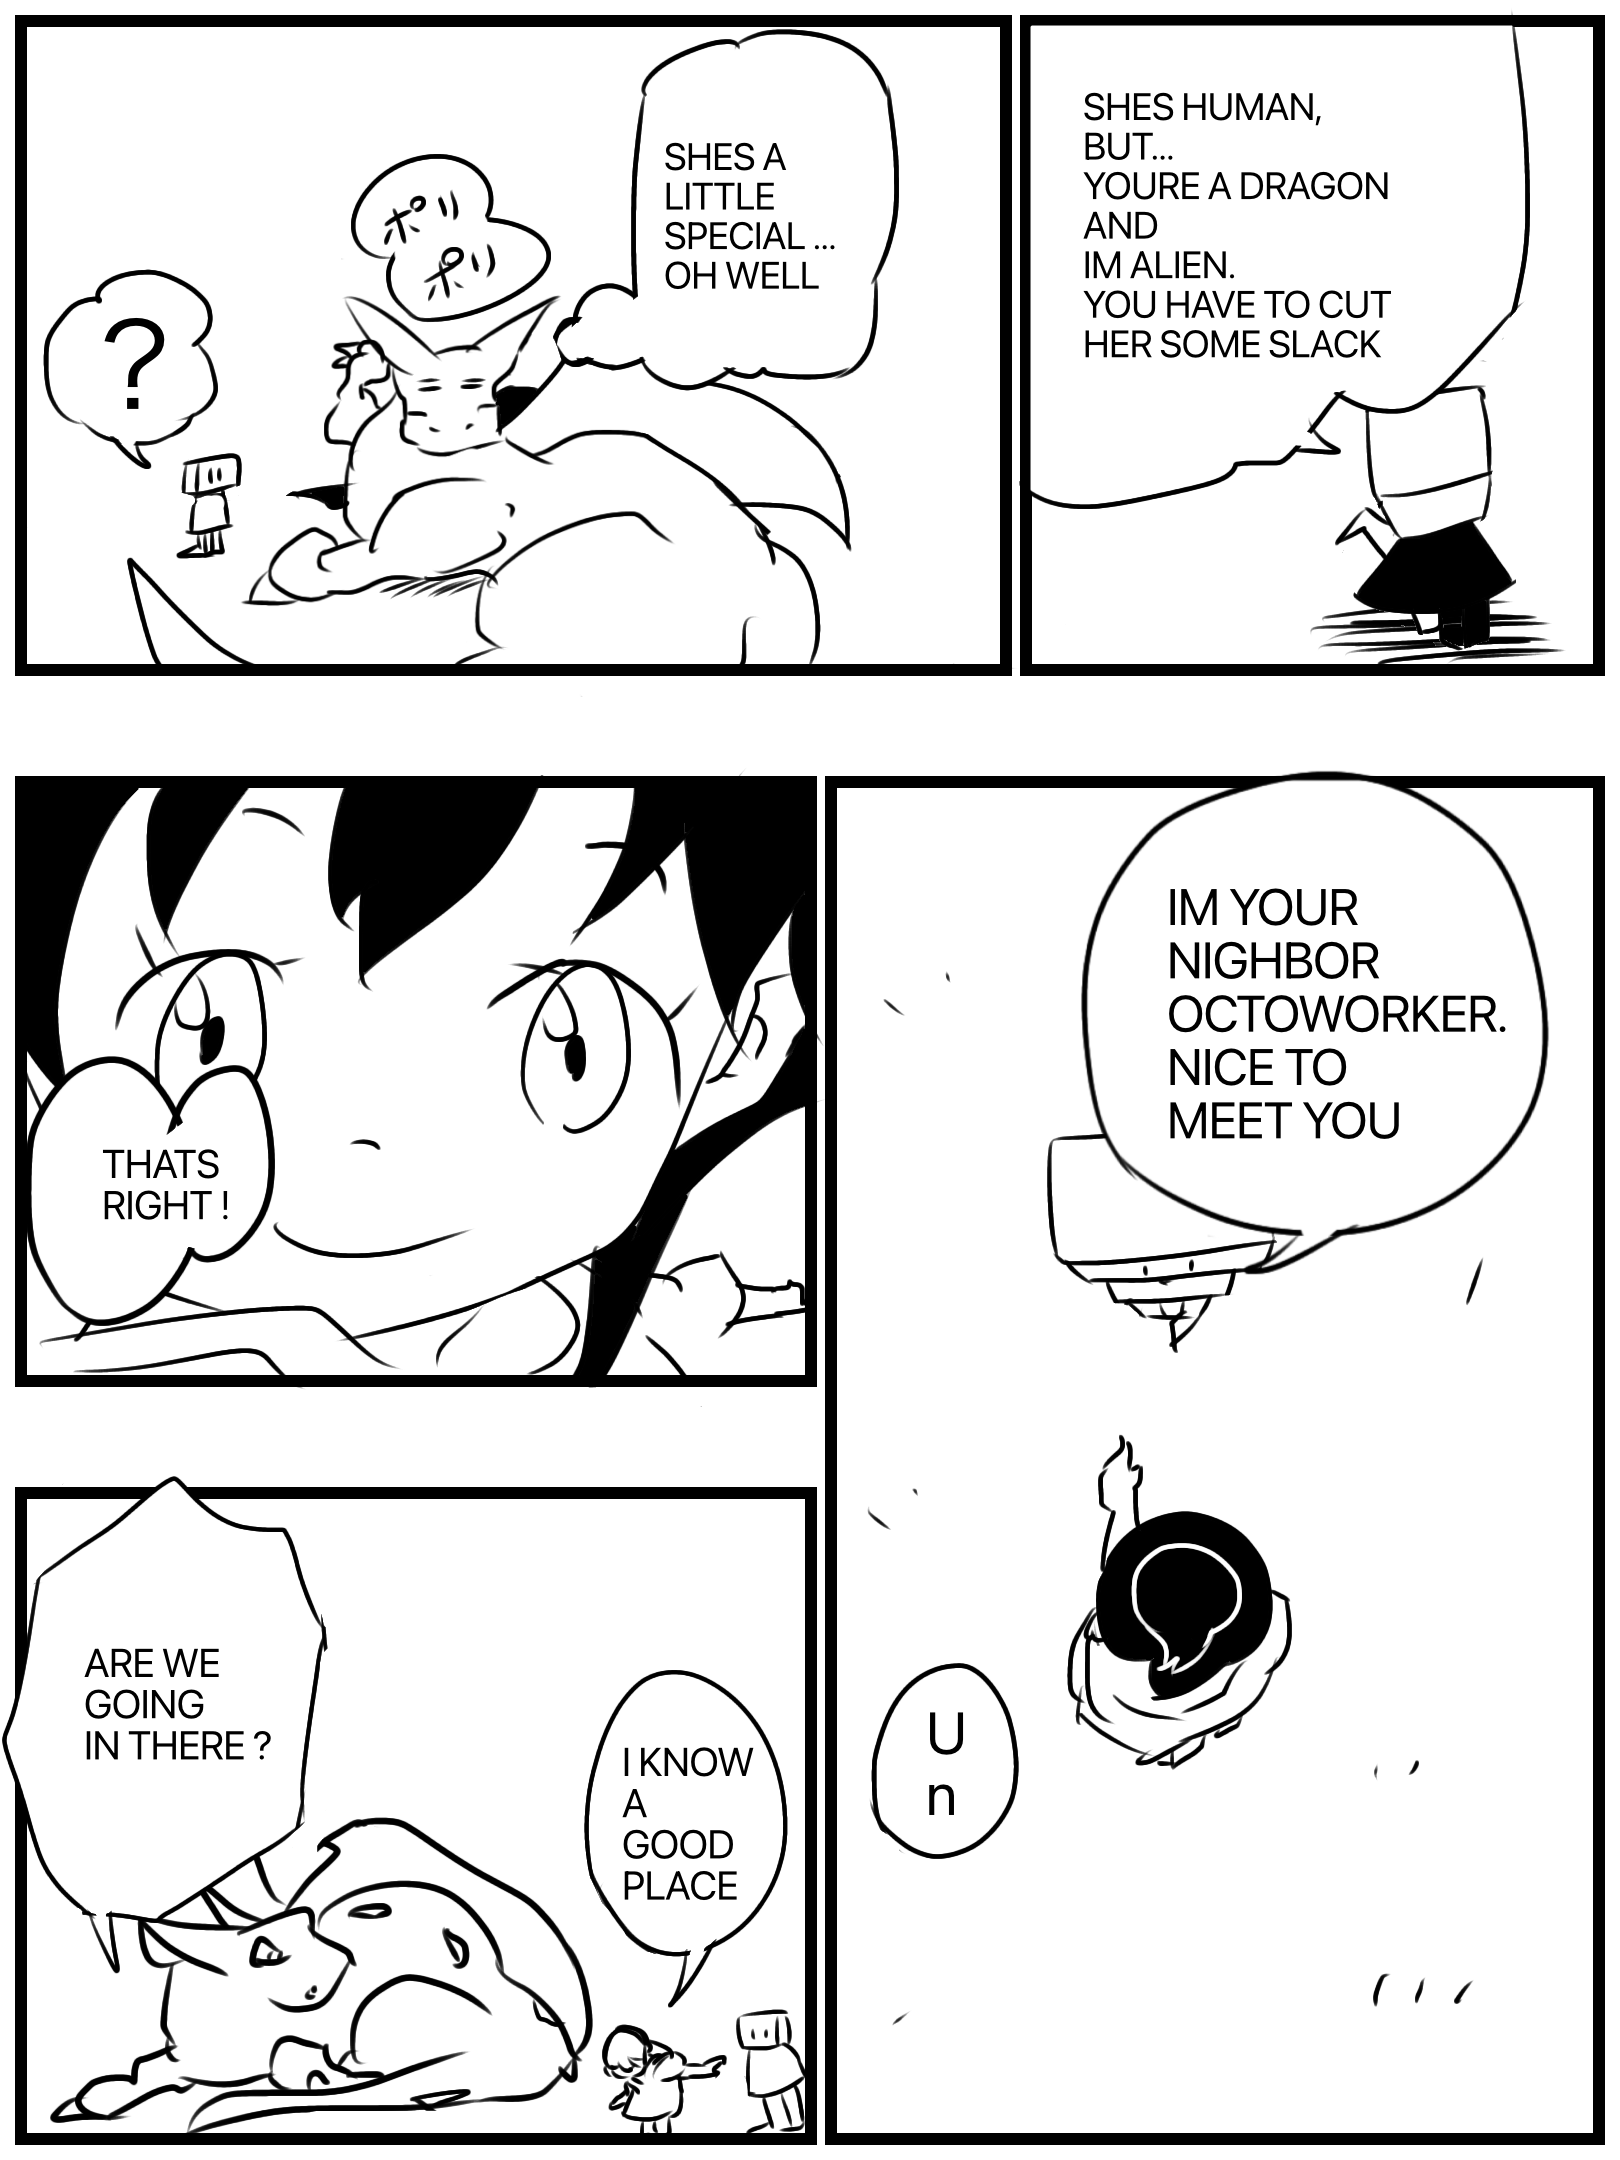 SHES HUMAN,
BUT...
YOURE A DRAGON
AND
IM ALIEN.
YOU HAVE TO CUT
HER SOME SLACK
SHES A
LITTLE
SPECIAL ...
OH WELL
ポリ
ポリ
?
IM YOUR
NIGHBOR
OCTOWORKER.
NICE TO
MEET YOU
U
n
THATS
RIGHT !
I KNOW
A
GOOD
PLACE
ARE WE
GOING
IN THERE ?